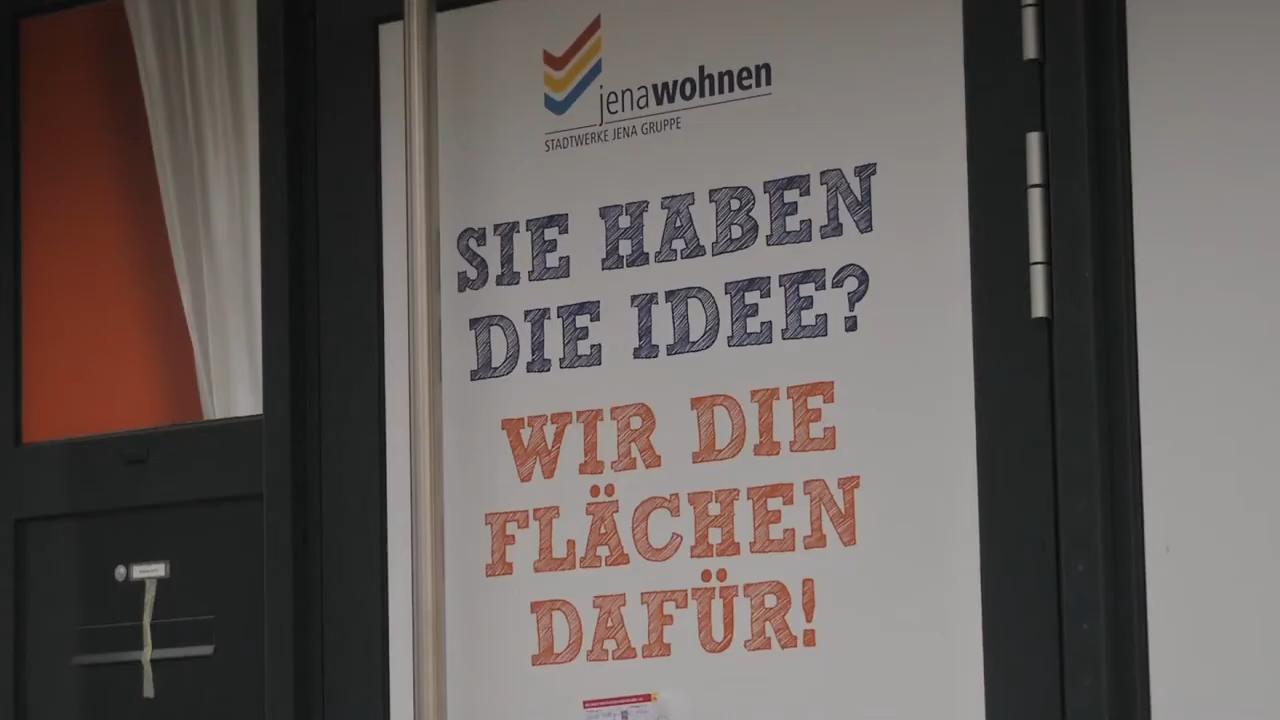 jenawohnen
STADTWERKE JENA GRUPPE
SIE HABEN
DIE IDEE?
WIR DIE
FLÄCHEN
DAFÜR!